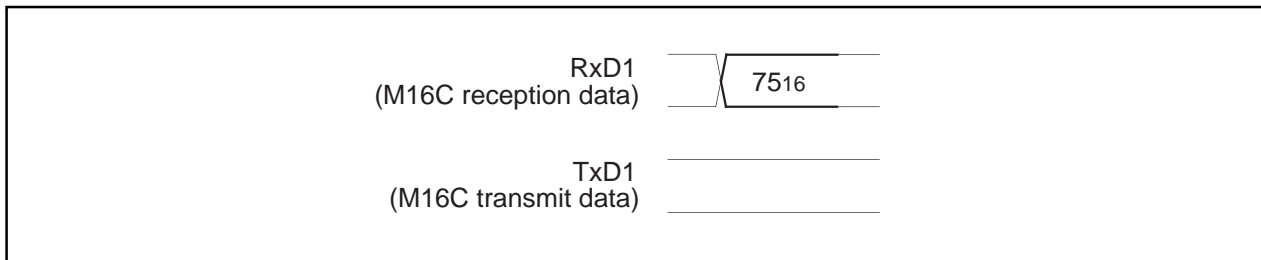 RxD1
(M16C reception data)
7516
TxD1
(M16C transmit data)